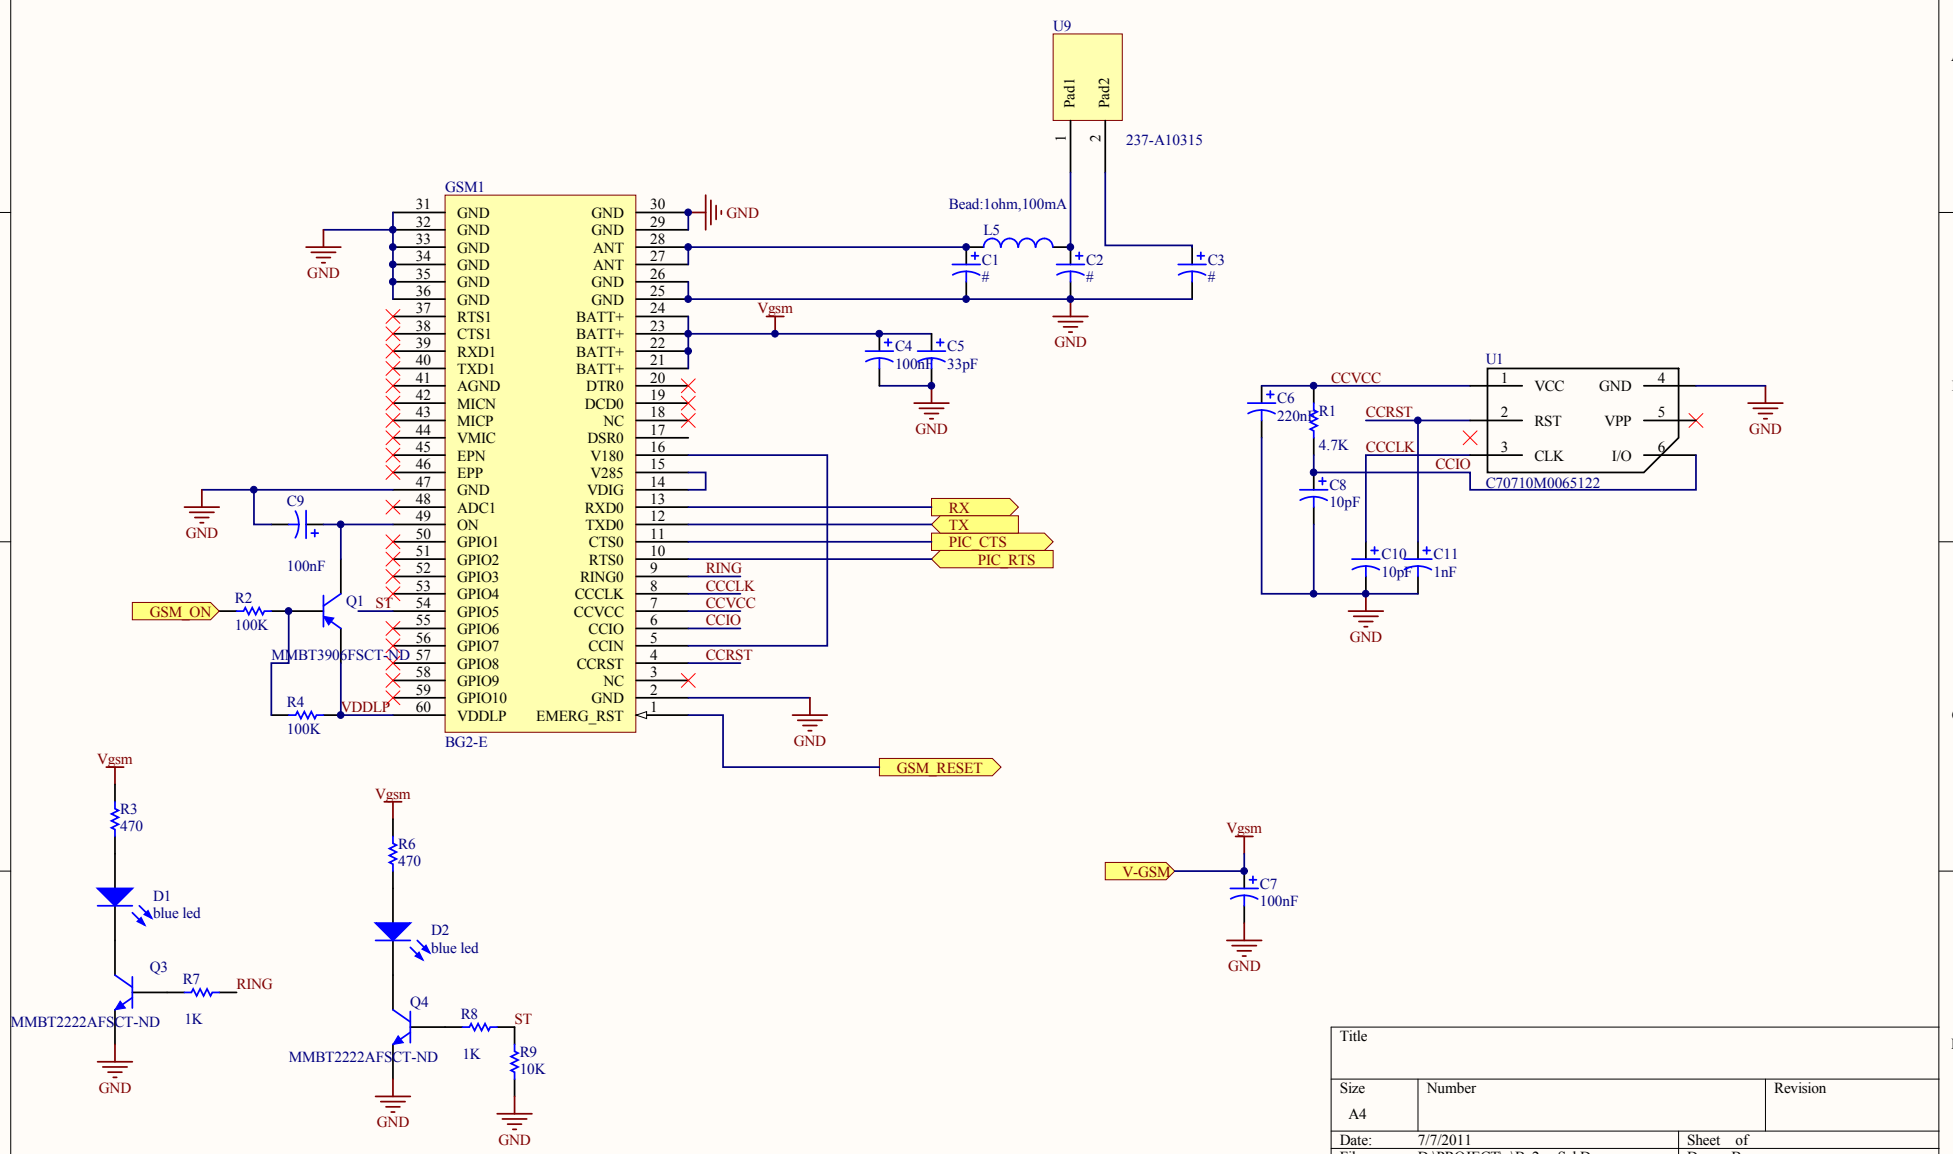 U9
Pad1
Pad2
1
2
237-A10315
GSM1
Bead:1ohm,100mA
L5
31 GND GND 30 GND
32 GND GND 29
33 GND ANT 28
34 GND ANT 27
35 GND GND 26
36 GND GND 25
37 RTS1 BATT+ 24
38 CTS1 BATT+ 23
39 RXD1 BATT+ 22
40 TXD1 BATT+ 21
41 AGND DTR0 20
42 MICN DCD0 19
43 MICP NC 18
44 VMIC DSR0 17
45 EPN V180 16
46 EPP V285 15
47 GND VDIG 14
48 ADC1 RXD0 13 RX
49 ON TXD0 12 TX
50 GPIO1 CTS0 11 PIC_CTS
51 GPIO2 RTS0 10 PIC_RTS
52 GPIO3 RING0 9 RING
53 GPIO4 CCCLK 8 CCCLK
ST 54 GPIO5 CCVCC 7 CCVCC
55 GPIO6 CCIO 6 CCIO
56 GPIO7 CCIN 5
57 GPIO8 CCRST 4 CCRST
58 GPIO9 NC 3
59 GPIO10 GND 2
VDDLP 60 VDDLP EMERG_RST 1
BG2-E
GND
GND
GND
C1
#
C2
#
C3
#
GND
Vgsm
C4
100nF
C5
33pF
GND
GND
GSM_RESET
C9
100nF
GSM_ON
R2
100K
Q1
MMBT3906FSCT-ND
R4
100K
U1
CCVCC 1 VCC GND 4
CCRST 2 RST VPP 5
CCCLK 3 CLK I/O 6
CCIO
C70710M0065122
GND
C6
R1
4.7K
C8
10pF
C10
10pF
C11
1nF
GND
Vgsm
R3
470
D1
blue led
Q3
R7
RING
MMBT2222AFSCT-ND
1K
GND
Vgsm
R6
470
D2
blue led
Q4
R8
ST
MMBT2222AFSCT-ND
1K
R9
10K
GND
GND
Vgsm
V-GSM
C7
100nF
GND
Title
Size Number Revision
A4
Date: 7/7/2011 Sheet of